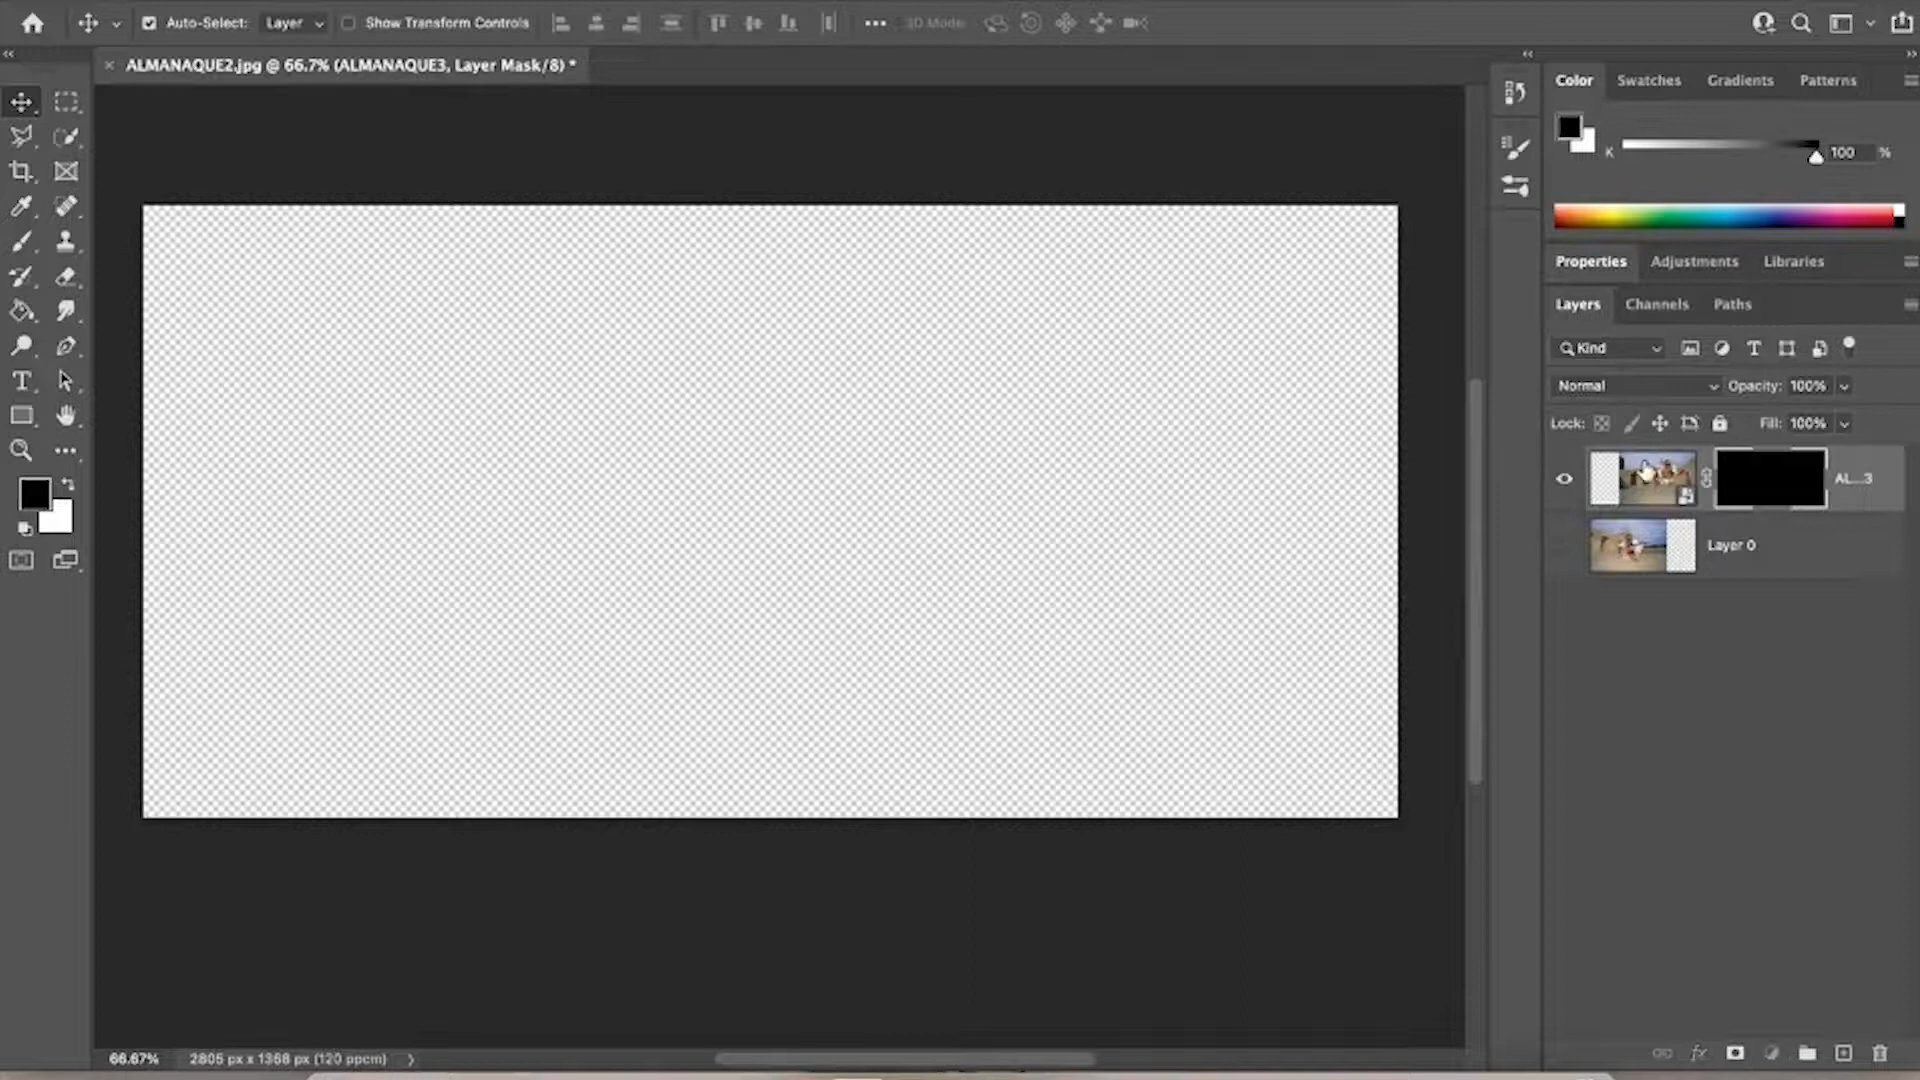 Auto-Select: Layer Show Transform Controls 3D Mode
ALMANAQUE2.jpg @ 66.7% (ALMANAQUE3, Layer Mask/8) *
Color Swatches Gradients Patterns
K 100 %
Properties Adjustments Libraries
Layers Channels Paths
Kind
Normal Opacity: 100%
Lock: Fill: 100%
AL...3
Layer 0
66.67% 2805 px x 1368 px (120 ppcm)